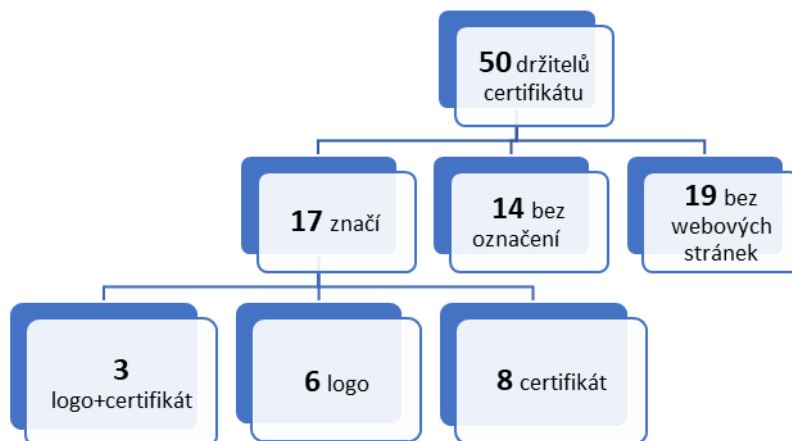 50 držitelů
certifikátu
17 značí
14 bez
označení
19 bez
webových
stránek
3
logo+certifikát
6 logo
8 certifikát